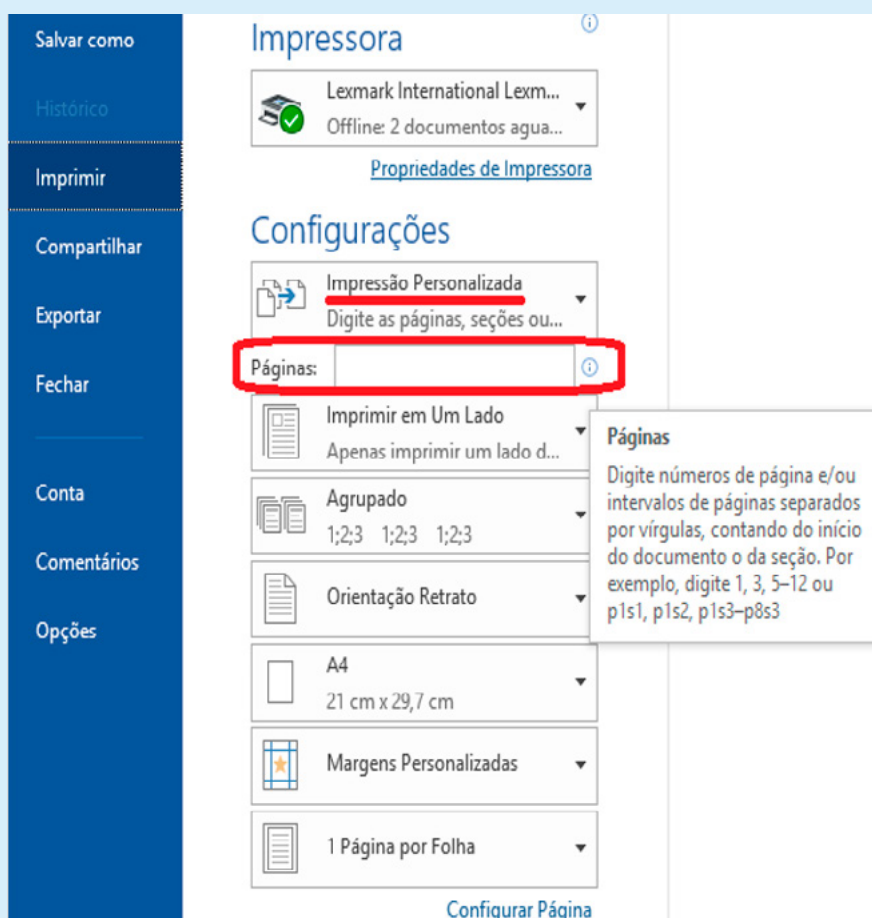 Salvar como
Histórico
Imprimir
Compartilhar
Exportar
Fechar
Conta
Comentários
Opções
Impressora
Lexmark International Lexm...
Offline: 2 documentos agua...
Propriedades de Impressora
Configurações
Impressão Personalizada
Digite as páginas, seções ou...
Páginas:
Imprimir em Um Lado
Apenas imprimir um lado d...
Agrupado
1;2;3 1;2;3 1;2;3
Orientação Retrato
A4
21 cm x 29,7 cm
Margens Personalizadas
1 Página por Folha
Configurar Página
Páginas
Digite números de página e/ou
intervalos de páginas separados
por vírgulas, contando do início
do documento o da seção. Por
exemplo, digite 1, 3, 5–12 ou
p1s1, p1s2, p1s3–p8s3